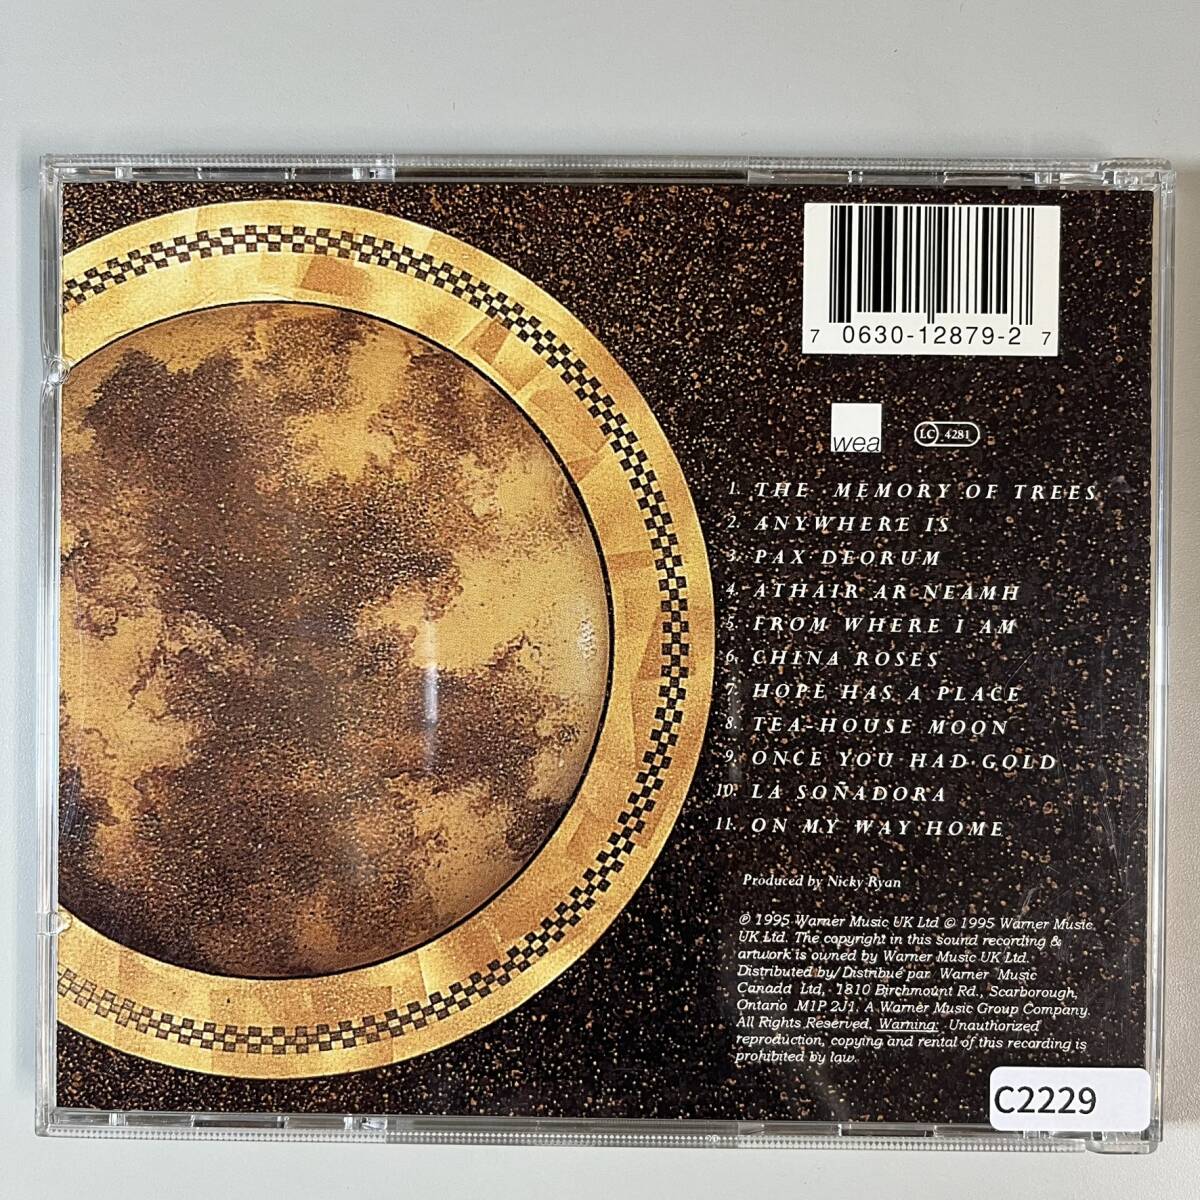 7 0630-12879-2 7
wea
LC 4281
1. THE MEMORY OF TREES
2. ANYWHERE IS
3. PAX DEORUM
4. ATHAIR AR NEAMH
5. FROM WHERE I AM
6. CHINA ROSES
7. HOPE HAS A PLACE
8. TEA-HOUSE MOON
9. ONCE YOU HAD GOLD
10. LA SOÑADORA
11. ON MY WAY HOME
Produced by Nicky Ryan
℗ 1995 Warner Music UK Ltd © 1995 Warner Music
UK Ltd. The copyright in this sound recording &
artwork is owned by Warner Music UK Ltd.
Distributed by/Distribué par Warner Music
Canada Ltd, 1810 Birchmount Rd., Scarborough,
Ontario M1P 2J1, A Warner Music Group Company.
All Rights Reserved. Warning: Unauthorized
reproduction, copying and rental of this recording is
prohibited by law.
C2229